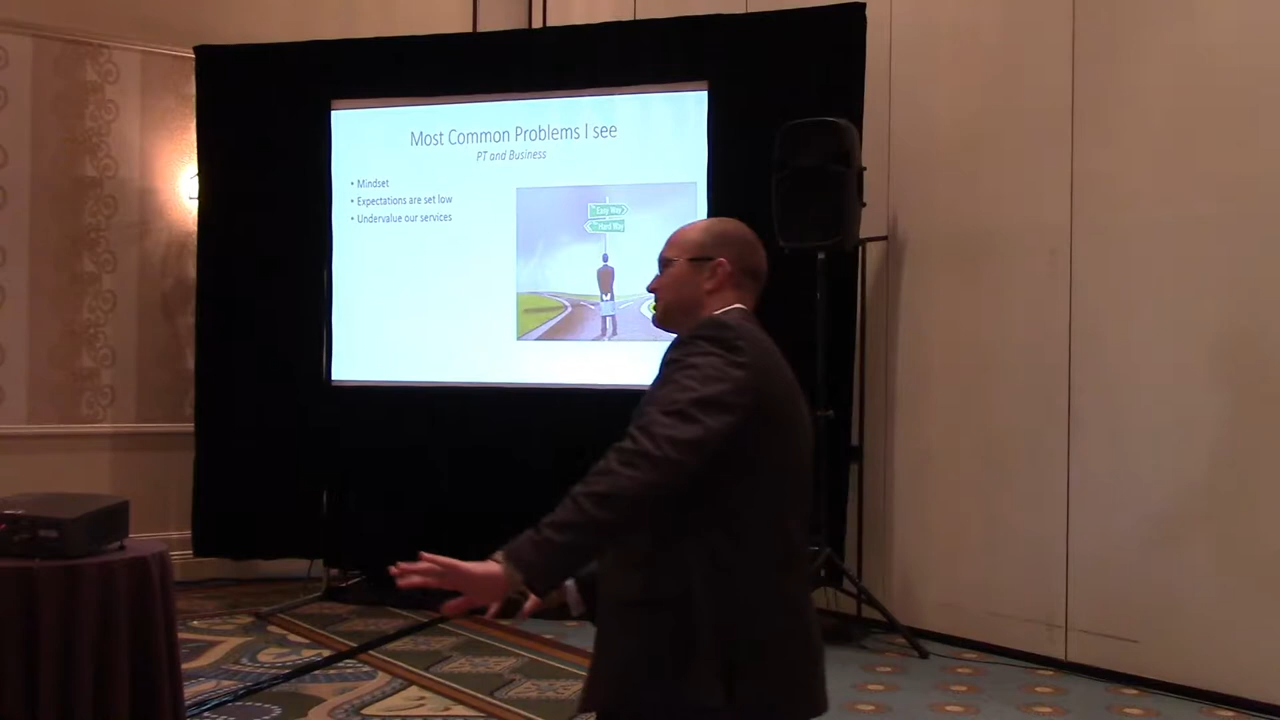 Most Common Problems I see
PT and Business
• Mindset
• Expectations are set low
• Undervalue our services
Easy Way
Hard Way